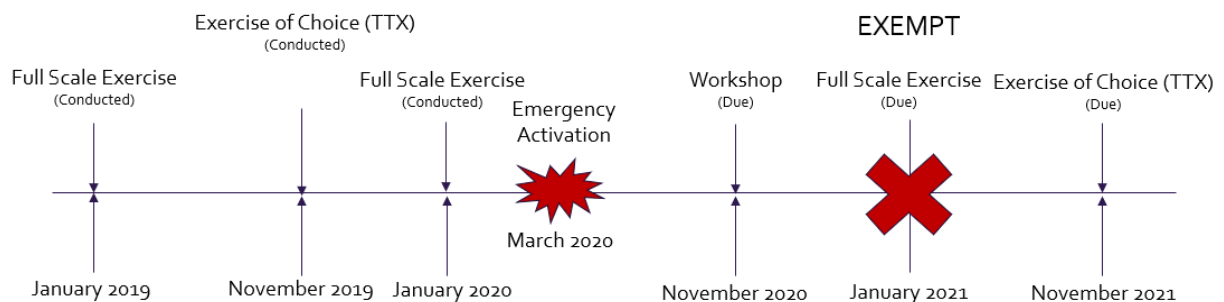 Exercise of Choice (TTX)
(Conducted)
EXEMPT
Full Scale Exercise
(Conducted)
Full Scale Exercise
(Conducted)
Emergency
Activation
Workshop
(Due)
Full Scale Exercise
(Due)
Exercise of Choice (TTX)
(Due)
March 2020
January 2019
November 2019
January 2020
November 2020
January 2021
November 2021